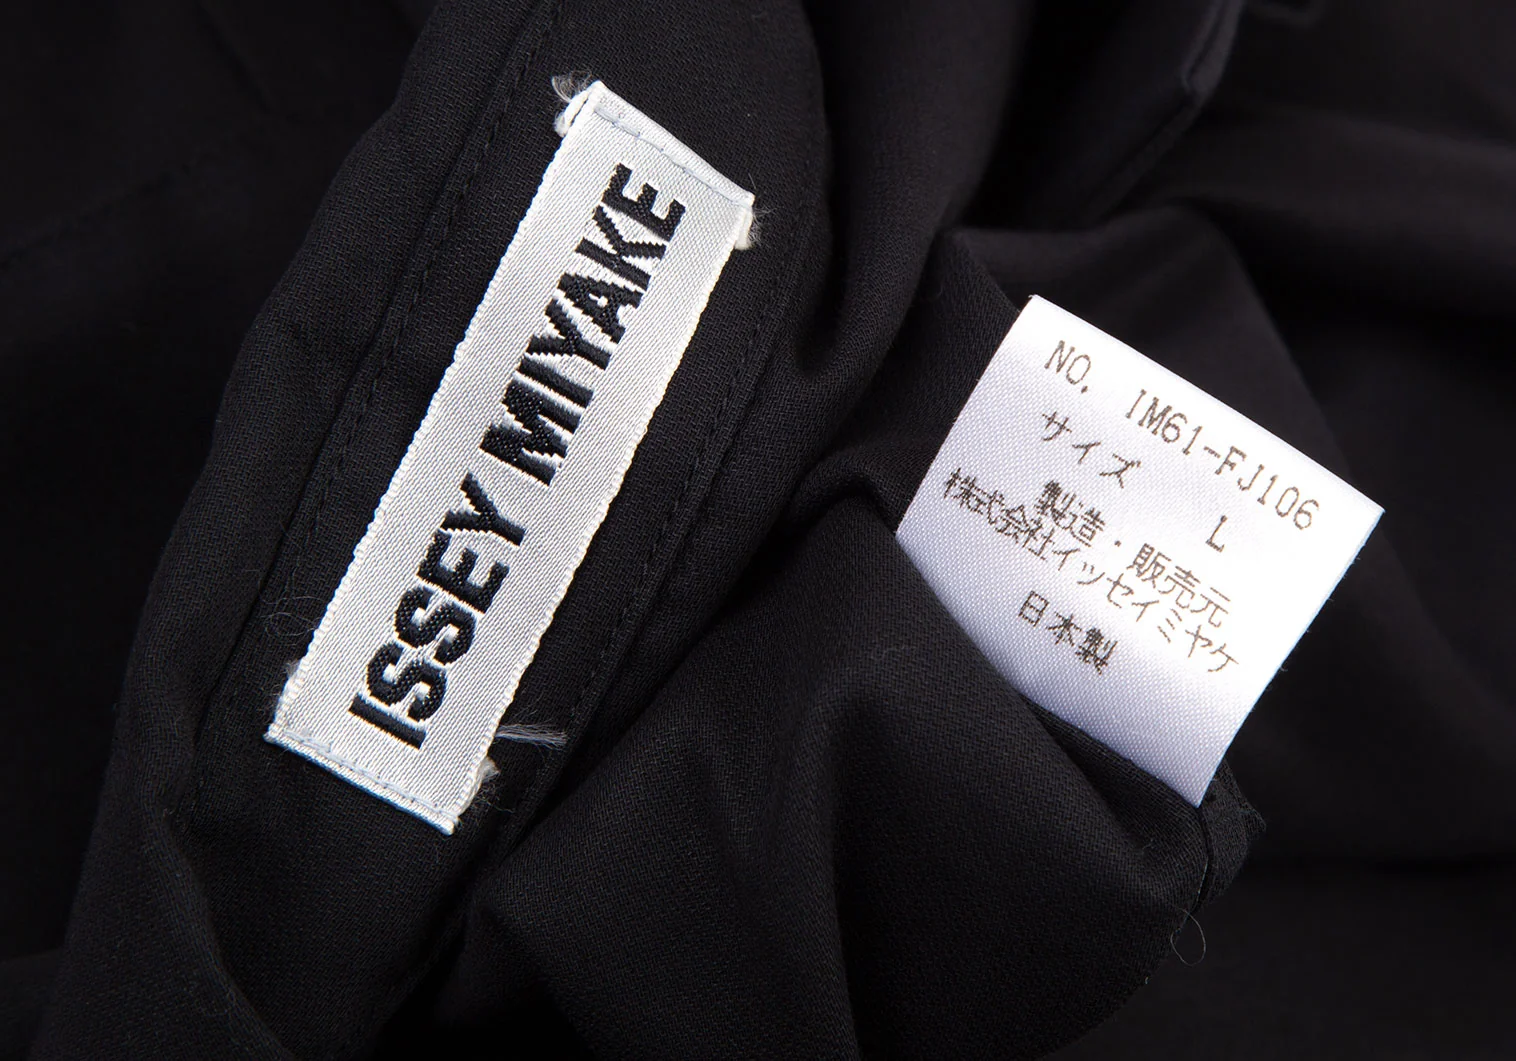 ISSEY MIYAKE
NO. IM61-FJ106
サイズ L
製造・販売元
株式会社イッセイミヤケ
日本製